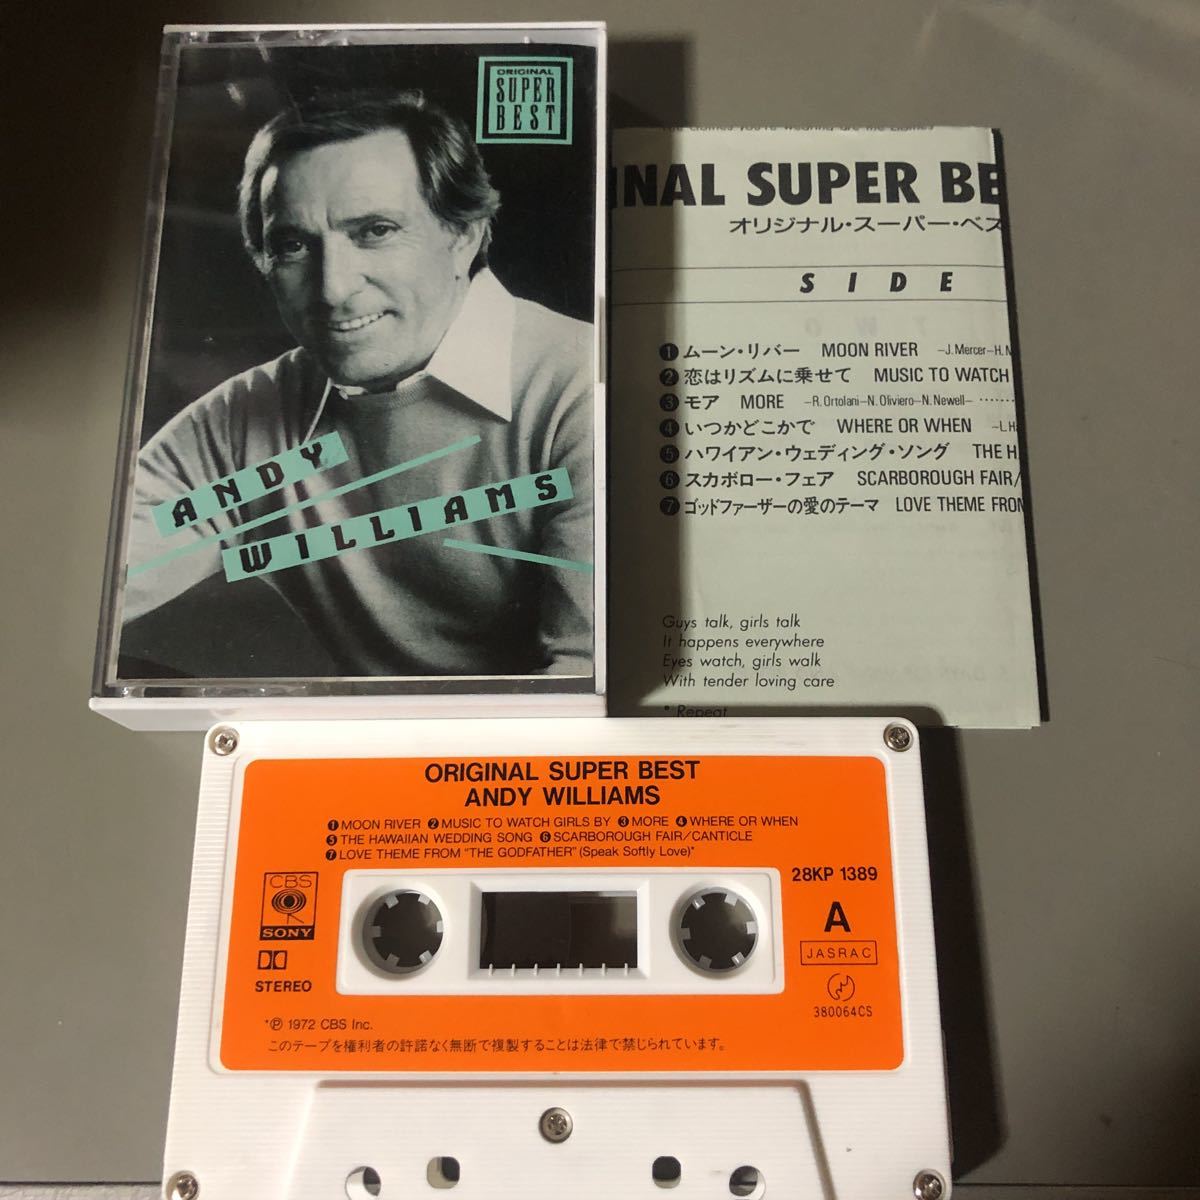 ORIGINAL
SUPER
BEST
ANDY
WILLIAMS
INAL SUPER BE
オリジナル・スーパー・ベス
SIDE
❶ムーン・リバー MOON RIVER –J. Mercer–H.
❷恋はリズムに乗せて MUSIC TO WATCH
❸モア MORE –R. Ortolani–N. Oliviero–N. Newell–
❹いつかどこかで WHERE OR WHEN
❺ハワイアン・ウェディング・ソング THE H
❻スカボロー・フェア SCARBOROUGH FAIR/
❼ゴッドファーザーの愛のテーマ LOVE THEME FRO
Guys talk, girls talk
It happens everywhere
Eyes watch, girls walk
With tender loving care
* Repeat
ORIGINAL SUPER BEST
ANDY WILLIAMS
❶MOON RIVER ❷MUSIC TO WATCH GIRLS BY ❸MORE ❹WHERE OR WHEN
❺THE HAWAIIAN WEDDING SONG ❻SCARBOROUGH FAIR/CANTICLE
❼LOVE THEME FROM "THE GODFATHER" (Speak Softly Love)*
CBS
SONY
STEREO
28KP 1389
A
JASRAC
380064CS
*Ⓟ 1972 CBS Inc.
このテープを権利者の許諾なく無断で複製することは法律で禁じられています。